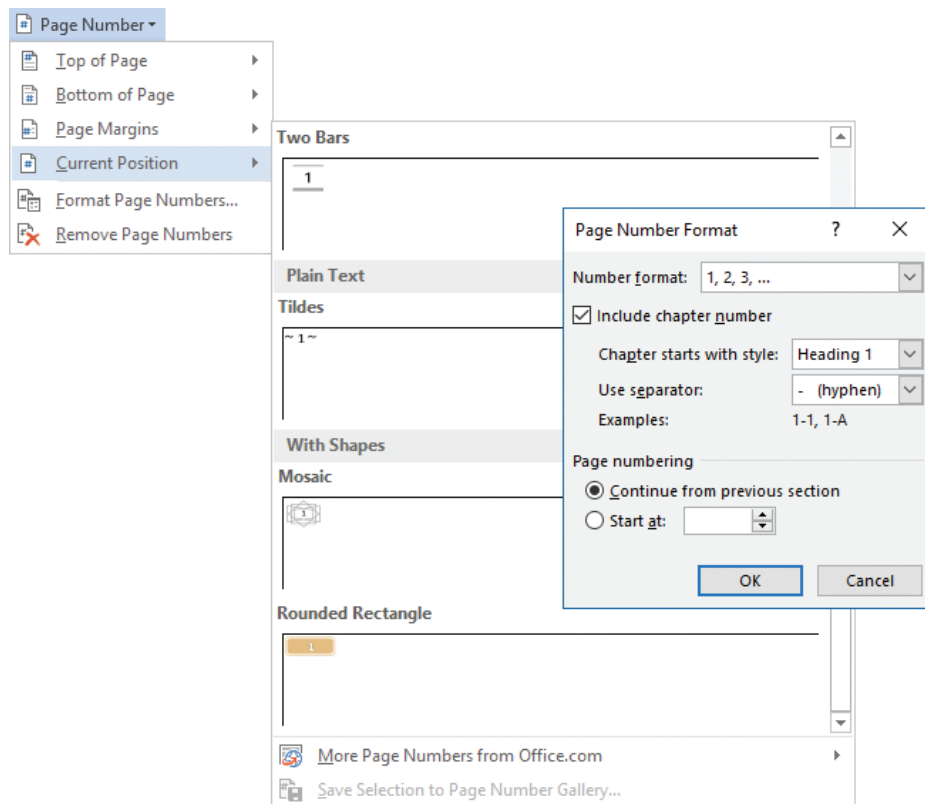 Page Number
Top of Page
Bottom of Page
Page Margins
Current Position
Format Page Numbers...
Remove Page Numbers
Two Bars
1
Plain Text
Tildes
~ 1 ~
With Shapes
Mosaic
1
Rounded Rectangle
1
More Page Numbers from Office.com
Save Selection to Page Number Gallery...
Page Number Format ?
Number format: 1, 2, 3, ...
Include chapter number
Chapter starts with style: Heading 1
Use separator: - (hyphen)
Examples: 1-1, 1-A
Page numbering
Continue from previous section
Start at:
OK Cancel